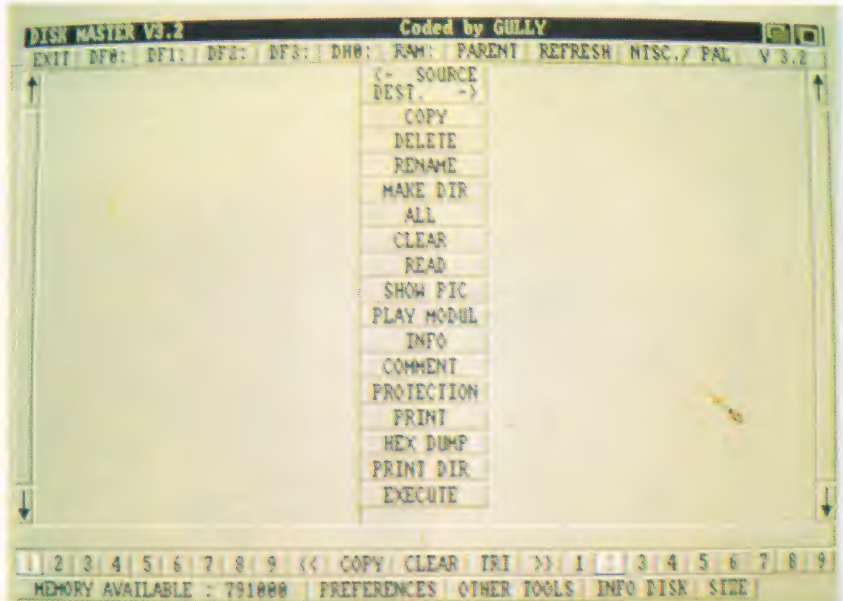 DISK MASTER V3.2 Coded by GULLY
EXIT DF0: DF1: DF2: DF3: DH0: RAM: PARENT REFRESH NTSC./ PAL V 3.2
<- SOURCE
DEST. ->
COPY
DELETE
RENAME
MAKE DIR
ALL
CLEAR
READ
SHOW PIC
PLAY MODUL
INFO
COMMENT
PROTECTION
PRINT
HEX DUMP
PRINT DIR
EXECUTE
1 2 3 4 5 6 7 8 9 << COPY CLEAR TRI >> 1 3 4 5 6 7 8 9
MEMORY AVAILABLE : 791000 PREFERENCES OTHER TOOLS INFO DISK SIZE